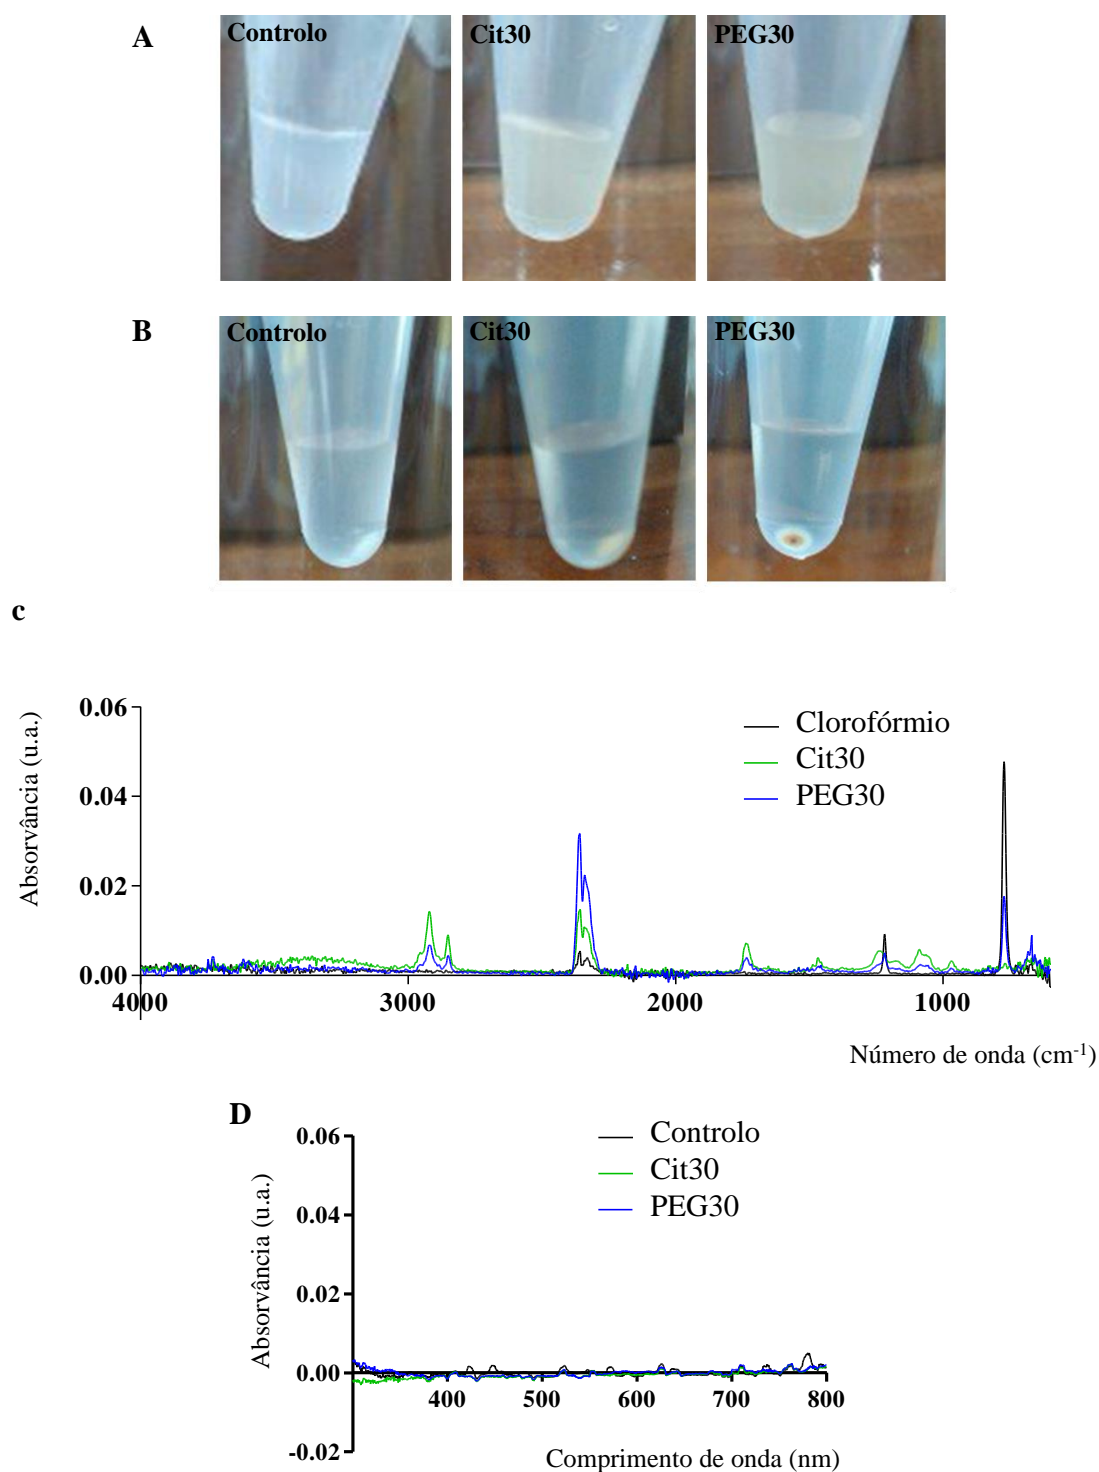 A
Controlo
Cit30
PEG30
B
Controlo
Cit30
PEG30
c
Absorvância (u.a.)
0.06
0.04
0.02
0.00
4000
3000
2000
1000
Clorofórmio
Cit30
PEG30
Número de onda (cm-1)
D
Absorvância (u.a.)
0.06
0.04
0.02
0.00
-0.02
400
500
600
700
800
Controlo
Cit30
PEG30
Comprimento de onda (nm)